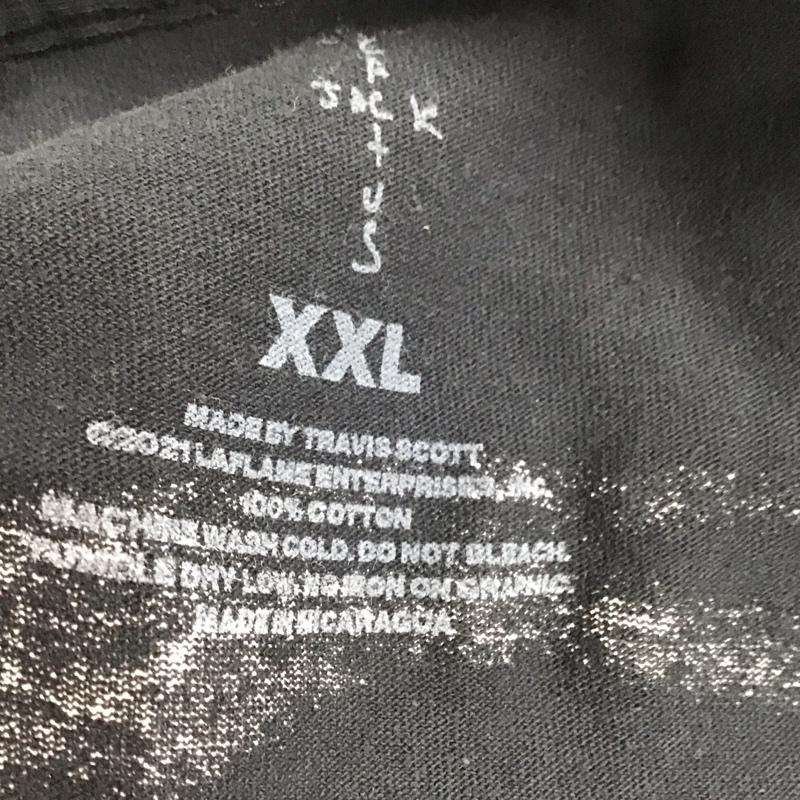 C
A
JACK
T
U
S
XXL
MADE BY TRAVIS SCOTT
©2021 LAFLAME ENTERPRISES, INC.
100% COTTON
MACHINE WASH COLD. DO NOT BLEACH.
TUMBLE DRY LOW. NO IRON ON GRAPHIC.
MADE IN NICARAGUA